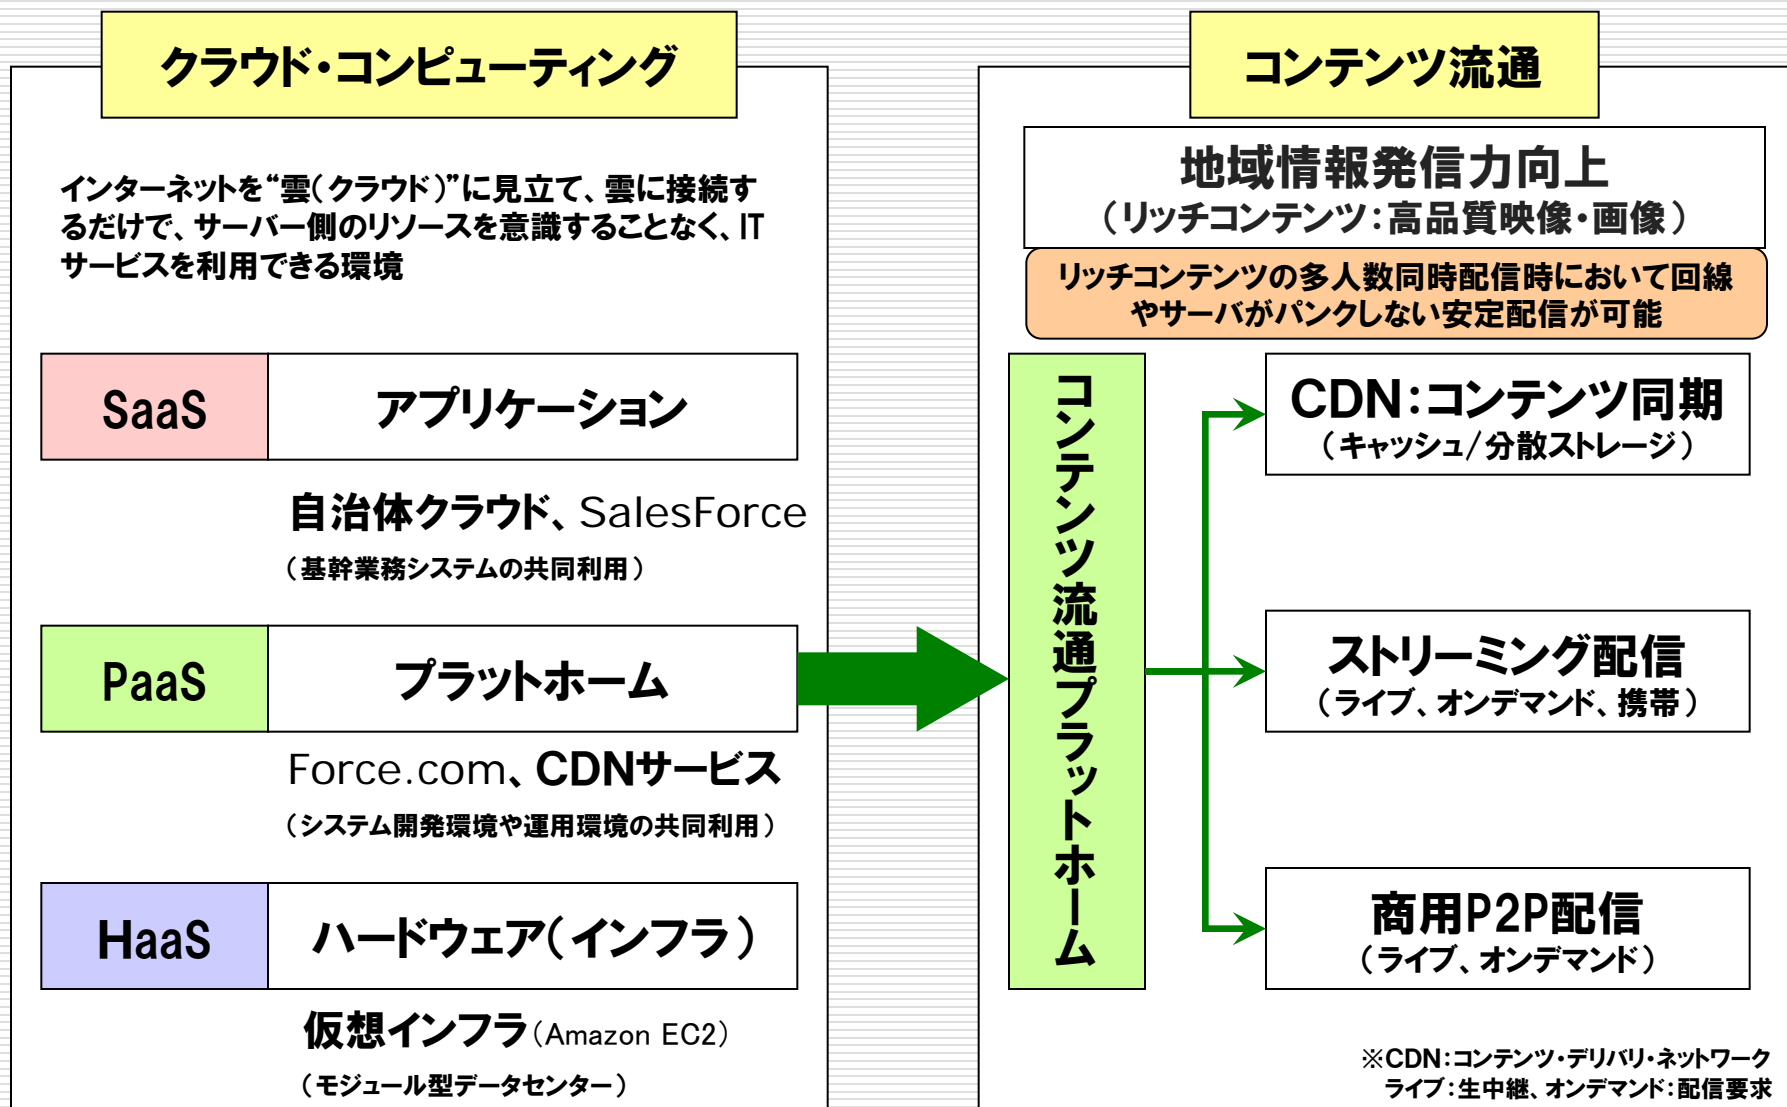 クラウド・コンピューティング
インターネットを“雲(クラウド)”に見立て、雲に接続す
るだけで、サーバー側のリソースを意識することなく、IT
サービスを利用できる環境
SaaS
アプリケーション
自治体クラウド、SalesForce
(基幹業務システムの共同利用)
PaaS
プラットホーム
Force.com、CDNサービス
(システム開発環境や運用環境の共同利用)
HaaS
ハードウェア(インフラ)
仮想インフラ(Amazon EC2)
(モジュール型データセンター)
コンテンツ流通
地域情報発信力向上
(リッチコンテンツ:高品質映像・画像)
リッチコンテンツの多人数同時配信時において回線
やサーバがパンクしない安定配信が可能
コンテンツ流通プラットホーム
CDN:コンテンツ同期
(キャッシュ/分散ストレージ)
ストリーミング配信
(ライブ、オンデマンド、携帯)
商用P2P配信
(ライブ、オンデマンド)
※CDN:コンテンツ・デリバリ・ネットワーク
ライブ:生中継、オンデマンド:配信要求